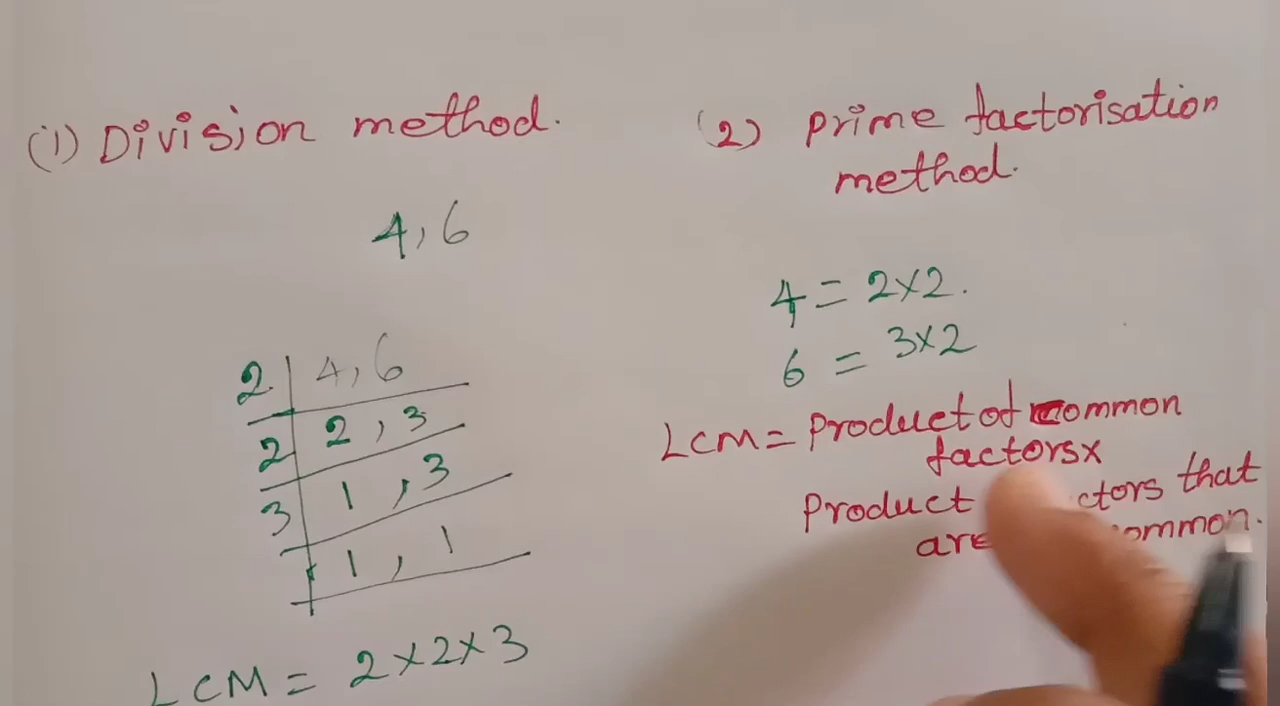 (1) Division method.
4, 6
2 4, 6
2 2, 3
3 1, 3
1, 1
LCM = 2×2×3
(2) Prime factorisation
method.
4 = 2×2.
6 = 3×2
LCM = Product of common
factors×
Product that
are